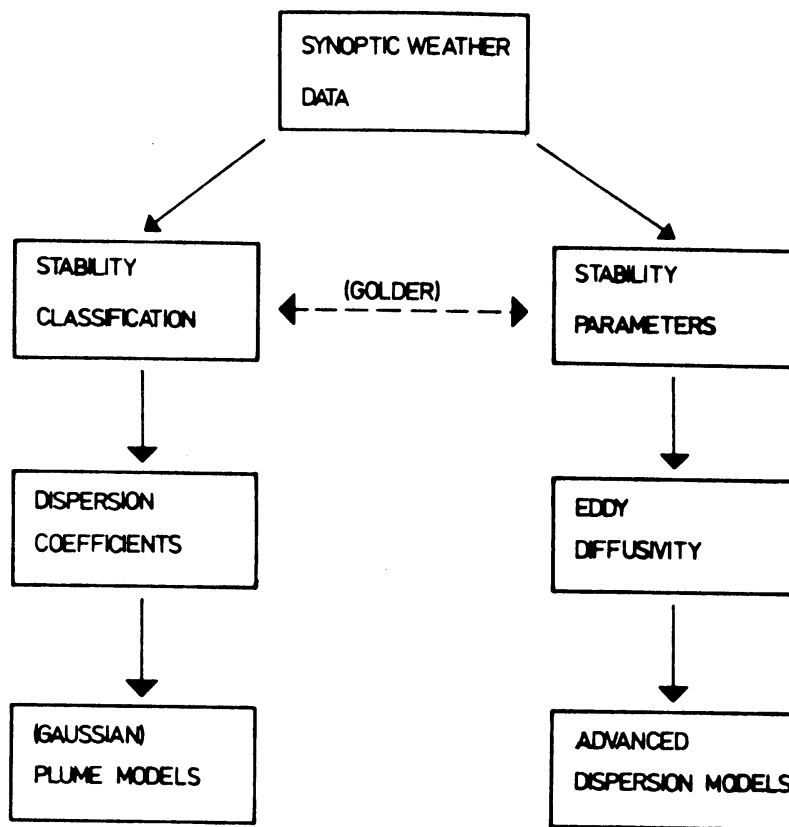 SYNOPTIC WEATHER
DATA
STABILITY
CLASSIFICATION
(GOLDER)
STABILITY
PARAMETERS
DISPERSION
COEFFICIENTS
EDDY
DIFFUSIVITY
(GAUSSIAN)
PLUME MODELS
ADVANCED
DISPERSION MODELS